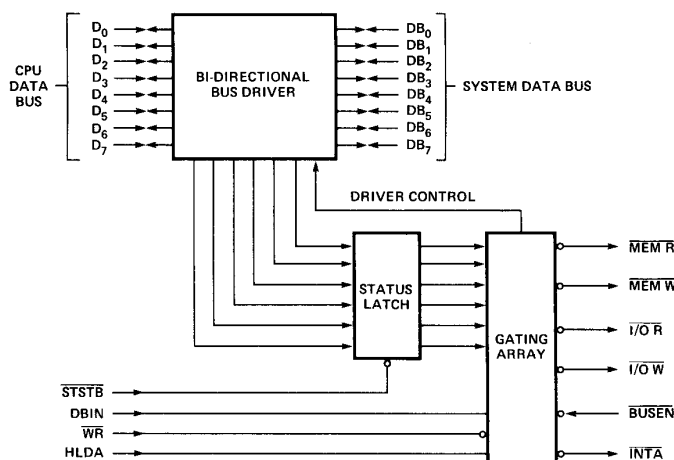 CPU
DATA
BUS
D0
D1
D2
D3
D4
D5
D6
D7
BI-DIRECTIONAL
BUS DRIVER
DB0
DB1
DB2
DB3
DB4
DB5
DB6
DB7
SYSTEM DATA BUS
DRIVER CONTROL
STATUS
LATCH
GATING
ARRAY
MEM R
MEM W
I/O R
I/O W
BUSEN
INTA
STSTB
DBIN
WR
HLDA